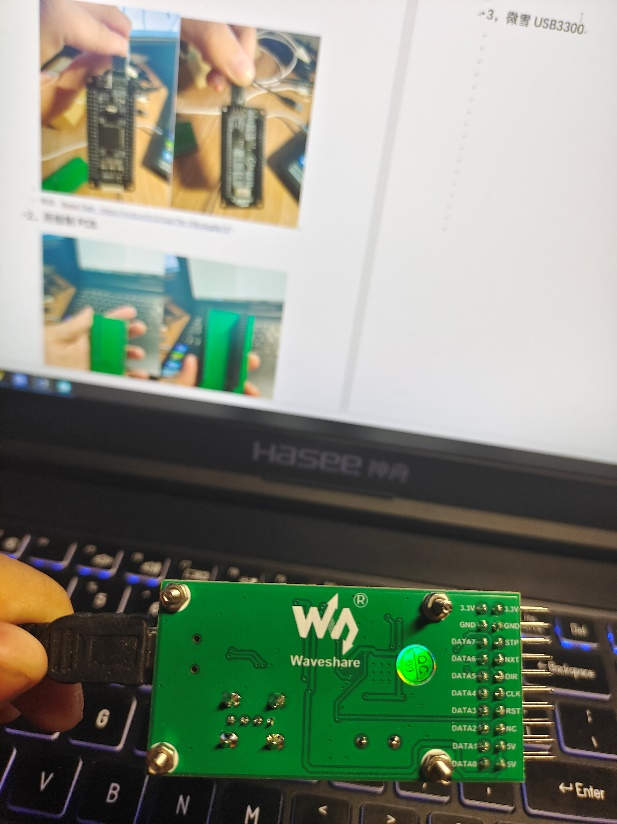 3，微雪 USB3300
Hasee 神舟
WA ®
Waveshare
3.3V 3.3V
GND GND
DATA7 STP
DATA6 NXT
DATA5 DIR
DATA4 CLK
DATA3 RST
DATA2 NC
DATA1 5V
DATA0 5V
Del
Backspace
Enter
G
V
B
N
M
<
>